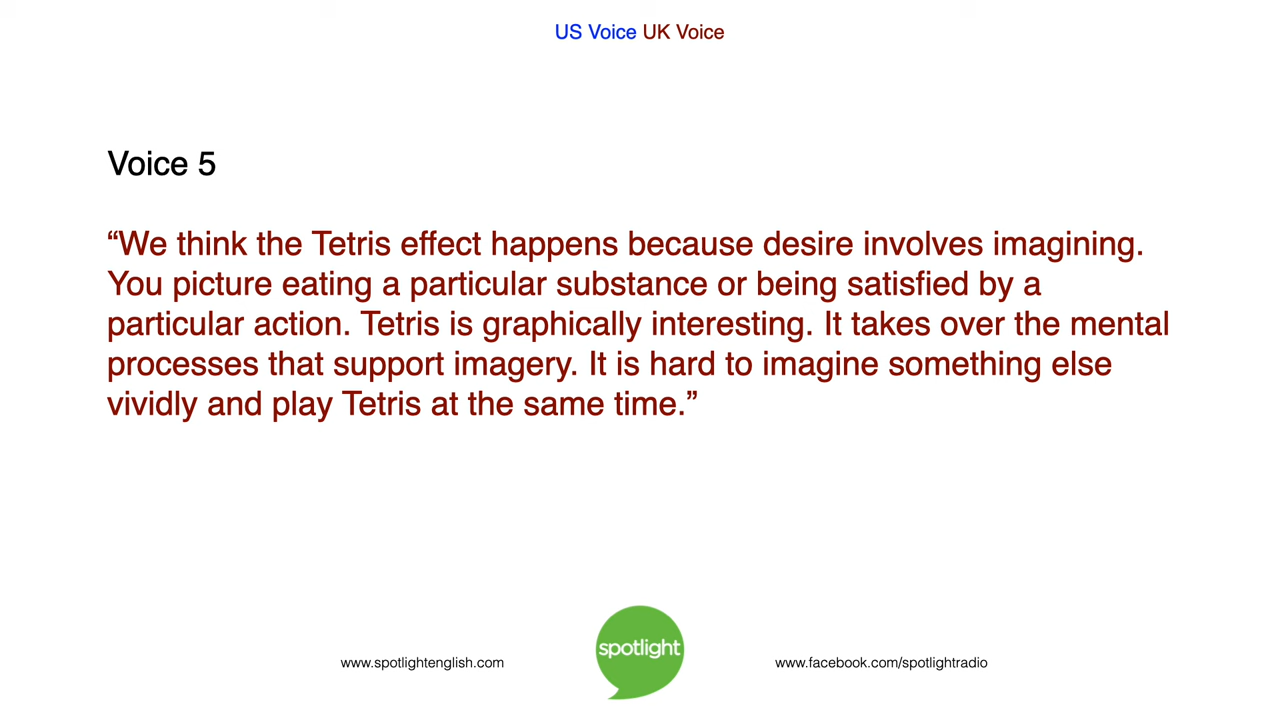 US Voice UK Voice
Voice 5
“We think the Tetris effect happens because desire involves imagining.
You picture eating a particular substance or being satisfied by a
particular action. Tetris is graphically interesting. It takes over the mental
processes that support imagery. It is hard to imagine something else
vividly and play Tetris at the same time.”
spotlight
www.spotlightenglish.com
www.facebook.com/spotlightradio